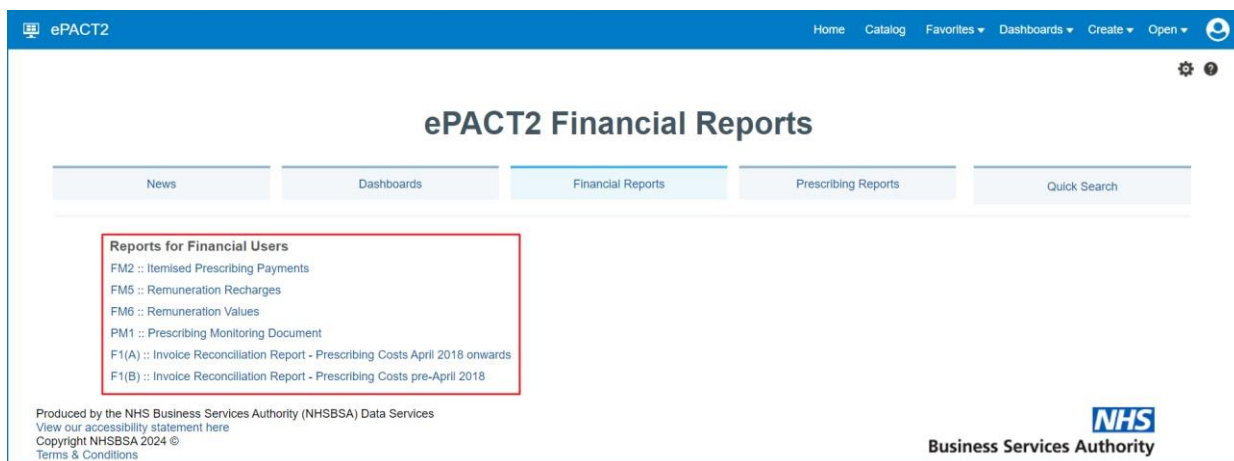 ePACT2
Home Catalog Favorites Dashboards Create Open
ePACT2 Financial Reports
News Dashboards Financial Reports Prescribing Reports Quick Search
Reports for Financial Users
FM2 :: Itemised Prescribing Payments
FM5 :: Remuneration Recharges
FM6 :: Remuneration Values
PM1 :: Prescribing Monitoring Document
F1(A) :: Invoice Reconciliation Report - Prescribing Costs April 2018 onwards
F1(B) :: Invoice Reconciliation Report - Prescribing Costs pre-April 2018
Produced by the NHS Business Services Authority (NHSBSA) Data Services
View our accessibility statement here
Copyright NHSBSA 2024 ©
Terms & Conditions
NHS
Business Services Authority